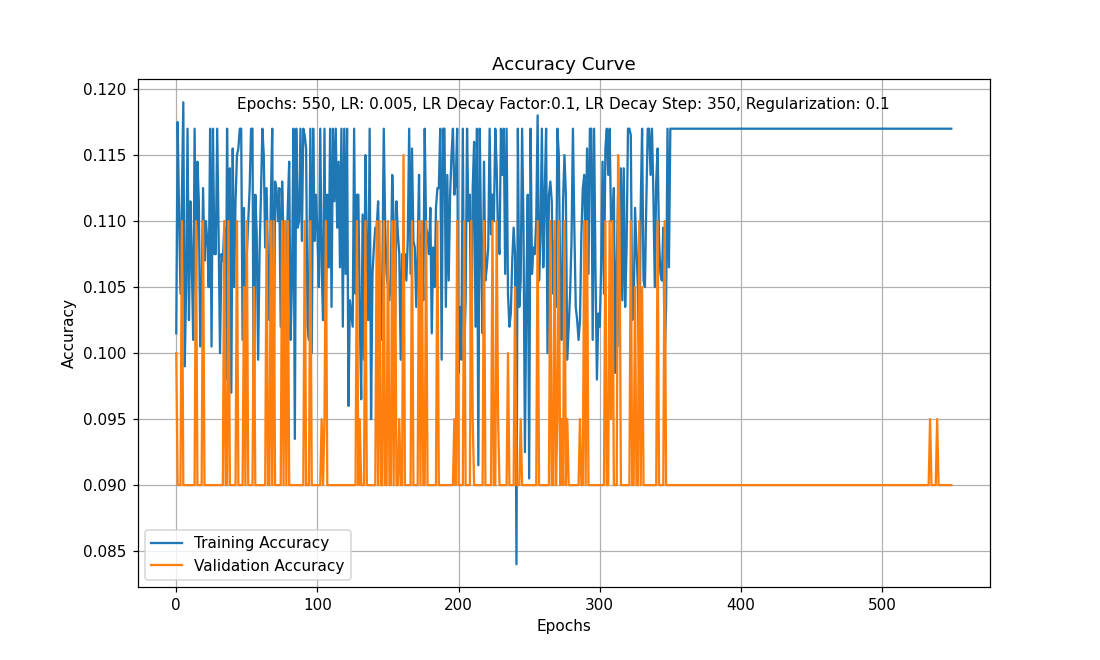 Accuracy Curve
Epochs: 550, LR: 0.005, LR Decay Factor:0.1, LR Decay Step: 350, Regularization: 0.1
Accuracy
0.120
0.115
0.110
0.105
0.100
0.095
0.090
0.085
Training Accuracy
Validation Accuracy
0 100 200 300 400 500
Epochs